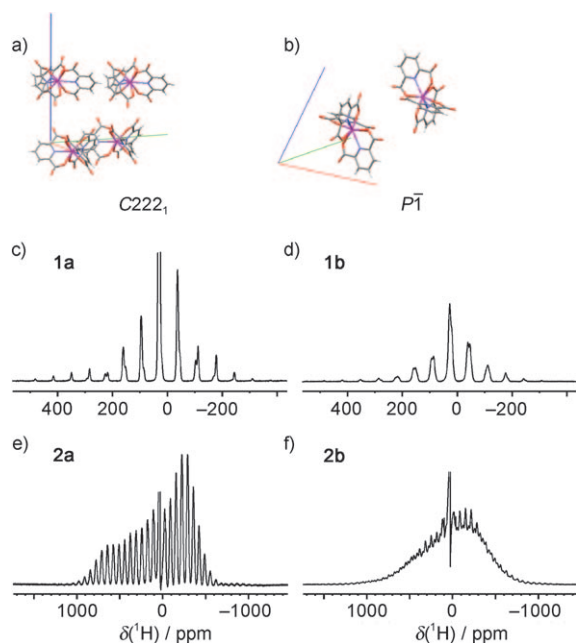 a) b)
C222₁ P1̅
c) 1a d) 1b
400 200 0 −200 400 200 0 −200
e) 2a f) 2b
1000 0 −1000 1000 0 −1000
δ(¹H) / ppm δ(¹H) / ppm